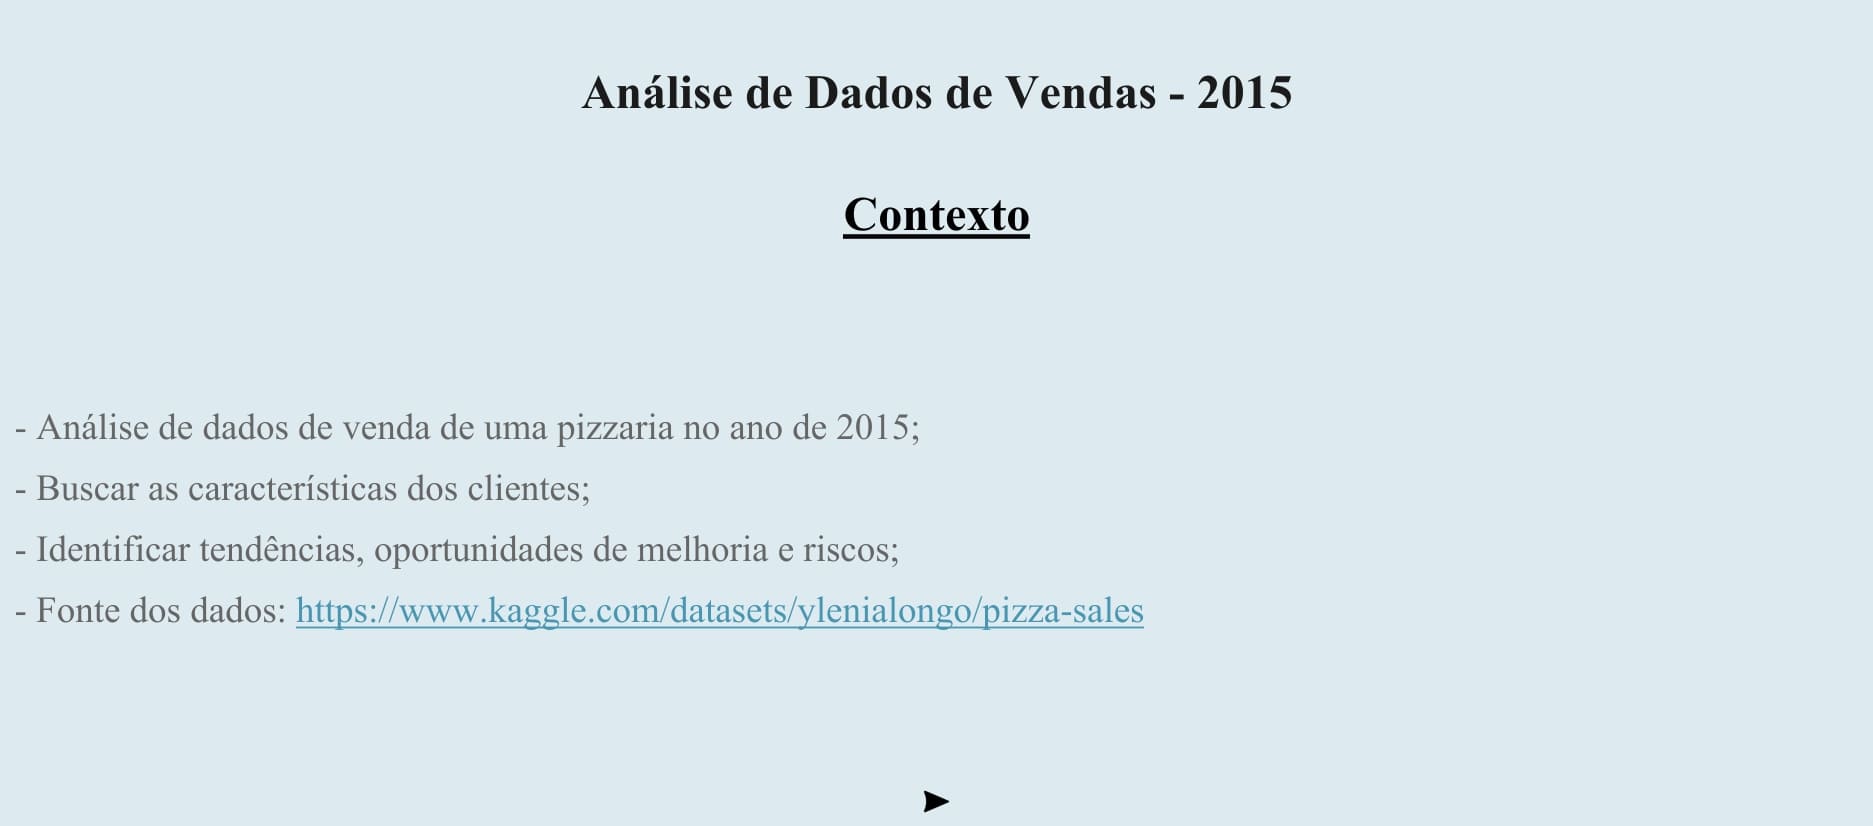 Análise de Dados de Vendas - 2015
Contexto
- Análise de dados de venda de uma pizzaria no ano de 2015;
- Buscar as características dos clientes;
- Identificar tendências, oportunidades de melhoria e riscos;
- Fonte dos dados: https://www.kaggle.com/datasets/ylenialongo/pizza-sales